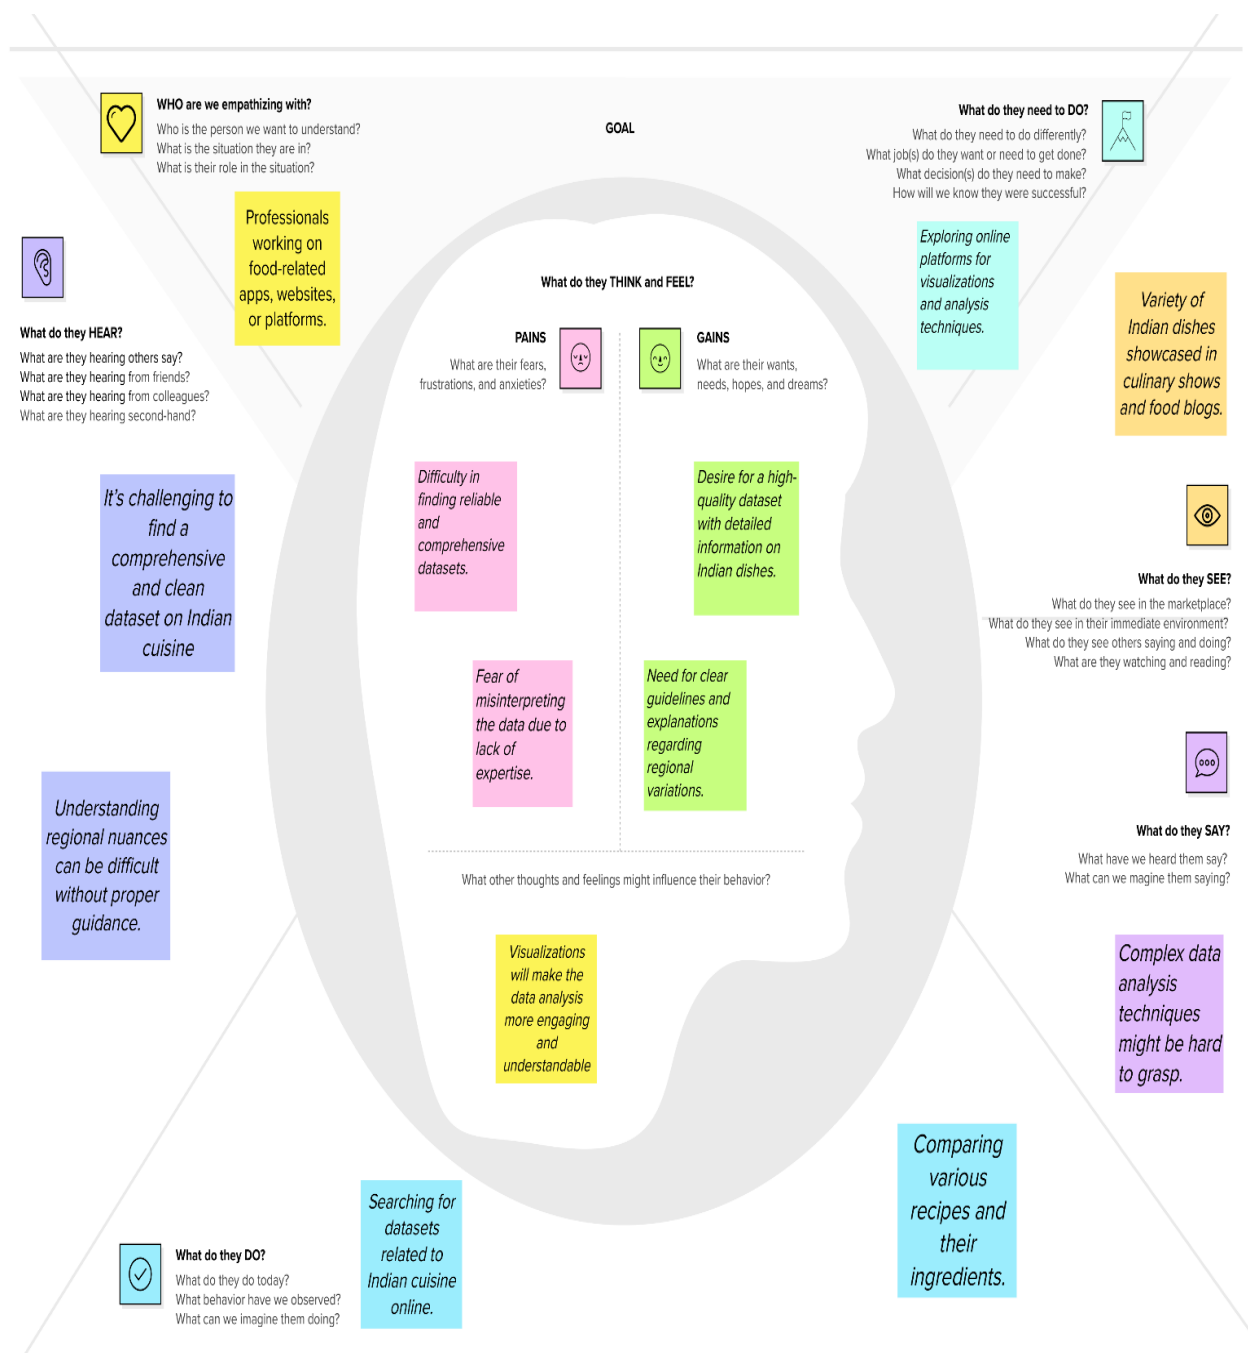 WHO are we empathizing with?
Who is the person we want to understand?
What is the situation they are in?
What is their role in the situation?
Professionals
working on
food-related
apps, websites,
or platforms.
GOAL
What do they need to DO?
What do they need to do differently?
What job(s) do they want or need to get done?
What decision(s) do they need to make?
How will we know they were successful?
Exploring online
platforms for
visualizations
and analysis
techniques.
What do they HEAR?
What are they hearing others say?
What are they hearing from friends?
What are they hearing from colleagues?
What are they hearing second-hand?
It's challenging to
find a
comprehensive
and clean
dataset on Indian
cuisine
Understanding
regional nuances
can be difficult
without proper
guidance.
What do they THINK and FEEL?
PAINS
What are their fears,
frustrations, and anxieties?
Difficulty in
finding reliable
and
comprehensive
datasets.
Fear of
misinterpreting
the data due to
lack of
expertise.
GAINS
What are their wants,
needs, hopes, and dreams?
Desire for a high-
quality dataset
with detailed
information on
Indian dishes.
Need for clear
guidelines and
explanations
regarding
regional
variations.
What other thoughts and feelings might influence their behavior?
Visualizations
will make the
data analysis
more engaging
and
understandable
Variety of
Indian dishes
showcased in
culinary shows
and food blogs.
What do they SEE?
What do they see in the marketplace?
What do they see in their immediate environment?
What do they see others saying and doing?
What are they watching and reading?
What do they SAY?
What have we heard them say?
What can we magine them saying?
Complex data
analysis
techniques
might be hard
to grasp.
What do they DO?
What do they do today?
What behavior have we observed?
What can we imagine them doing?
Searching for
datasets
related to
Indian cuisine
online.
Comparing
various
recipes and
their
ingredients.